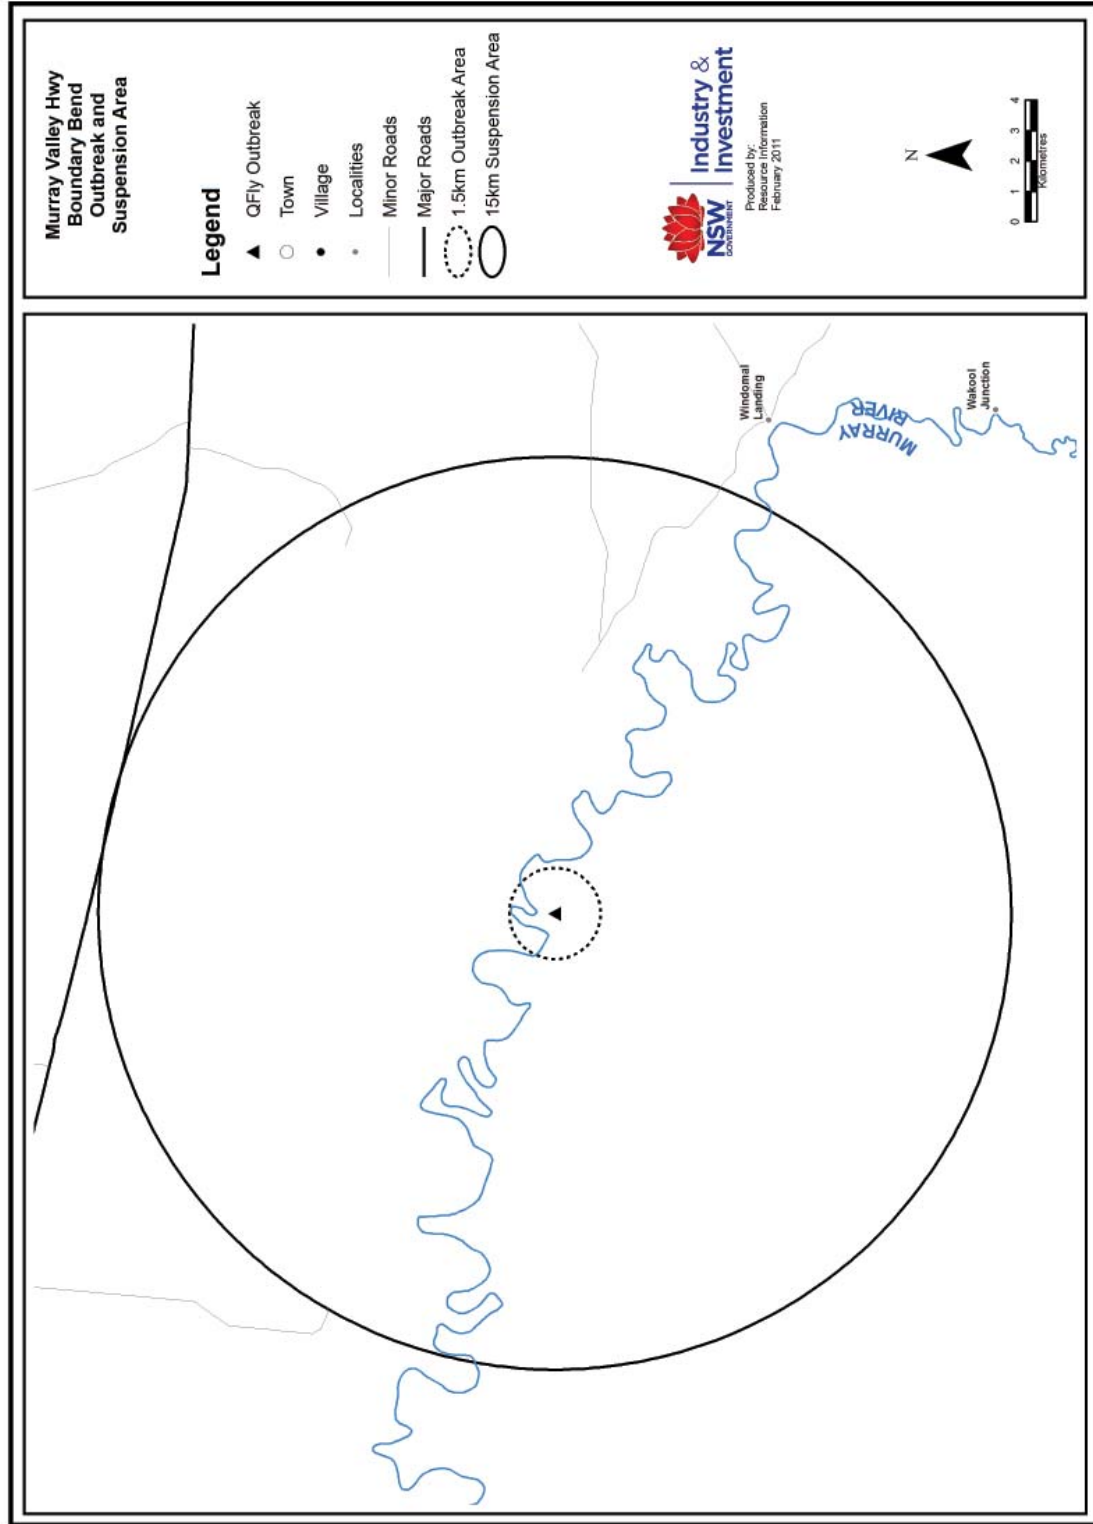 Murray Valley Hwy
Boundary Bend
Outbreak and
Suspension Area
Legend
QFly Outbreak
Town
Village
Localities
Minor Roads
Major Roads
1.5km Outbreak Area
15km Suspension Area
NSW
GOVERNMENT
Industry &
Investment
Produced by:
Resource Information
February 2011
N
0 1 2 3 4
Kilometres
Windomal
Landing
MURRAY
RIVER
Wakool
Junction